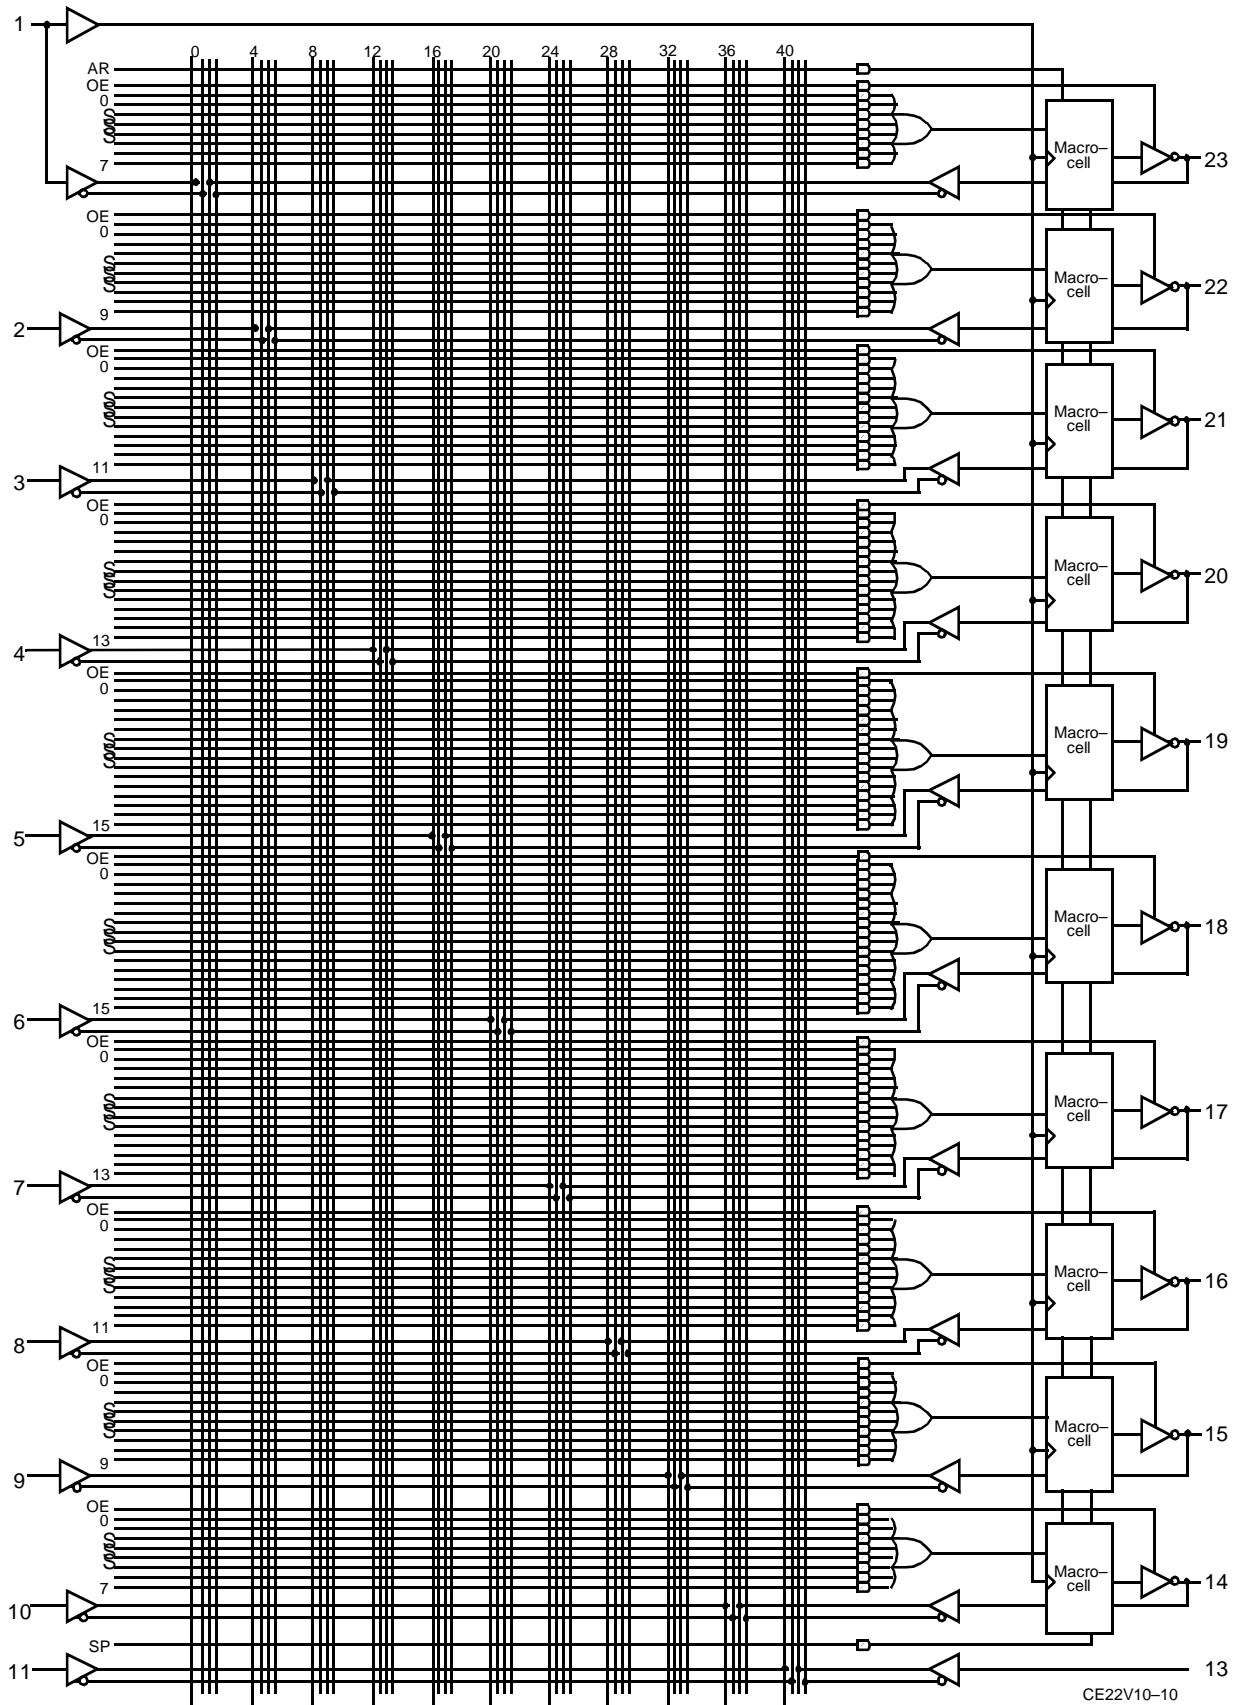 1
0 4 8 12 16 20 24 28 32 36 40
AR
OE
0
S
S
S
7
Macro–
cell
23
OE
0
S
S
S
9
Macro–
cell
22
2
OE
0
S
S
S
11
Macro–
cell
21
3
OE
0
S
S
S
13
Macro–
cell
20
4
OE
0
S
S
S
15
Macro–
cell
19
5
OE
0
S
S
S
15
Macro–
cell
18
6
OE
0
S
S
S
13
Macro–
cell
17
7
OE
0
S
S
S
11
Macro–
cell
16
8
OE
0
S
S
S
9
Macro–
cell
15
9
OE
0
S
S
S
7
Macro–
cell
14
10
SP
11
13
CE22V10–10